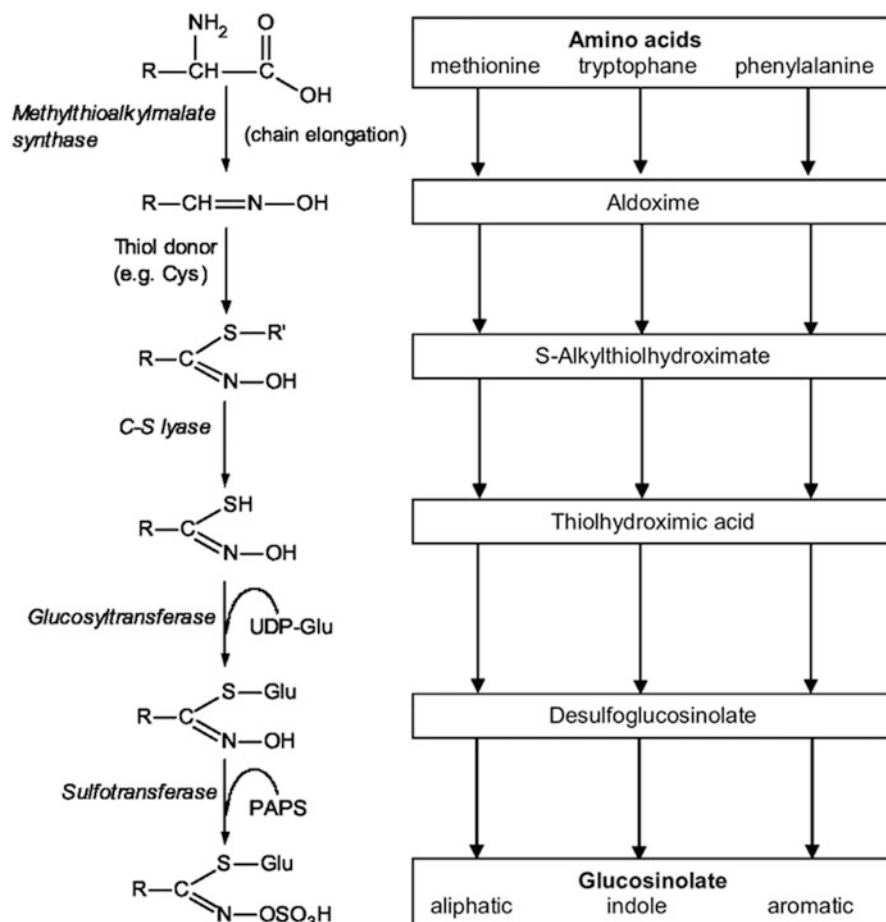 NH₂ O
R—CH—C
OH
Methylthioalkylmalate
synthase
(chain elongation)
R—CH=N—OH
Thiol donor
(e.g. Cys)
S—R'
R—C
N—OH
C-S lyase
SH
R—C
N—OH
Glucosyltransferase
UDP-Glu
S—Glu
R—C
N—OH
Sulfotransferase
PAPS
S—Glu
R—C
N—OSO₃H
Amino acids
methionine tryptophane phenylalanine
Aldoxime
S-Alkylthiolhydroximate
Thiolhydroximic acid
Desulfoglucosinolate
Glucosinolate
aliphatic indole aromatic